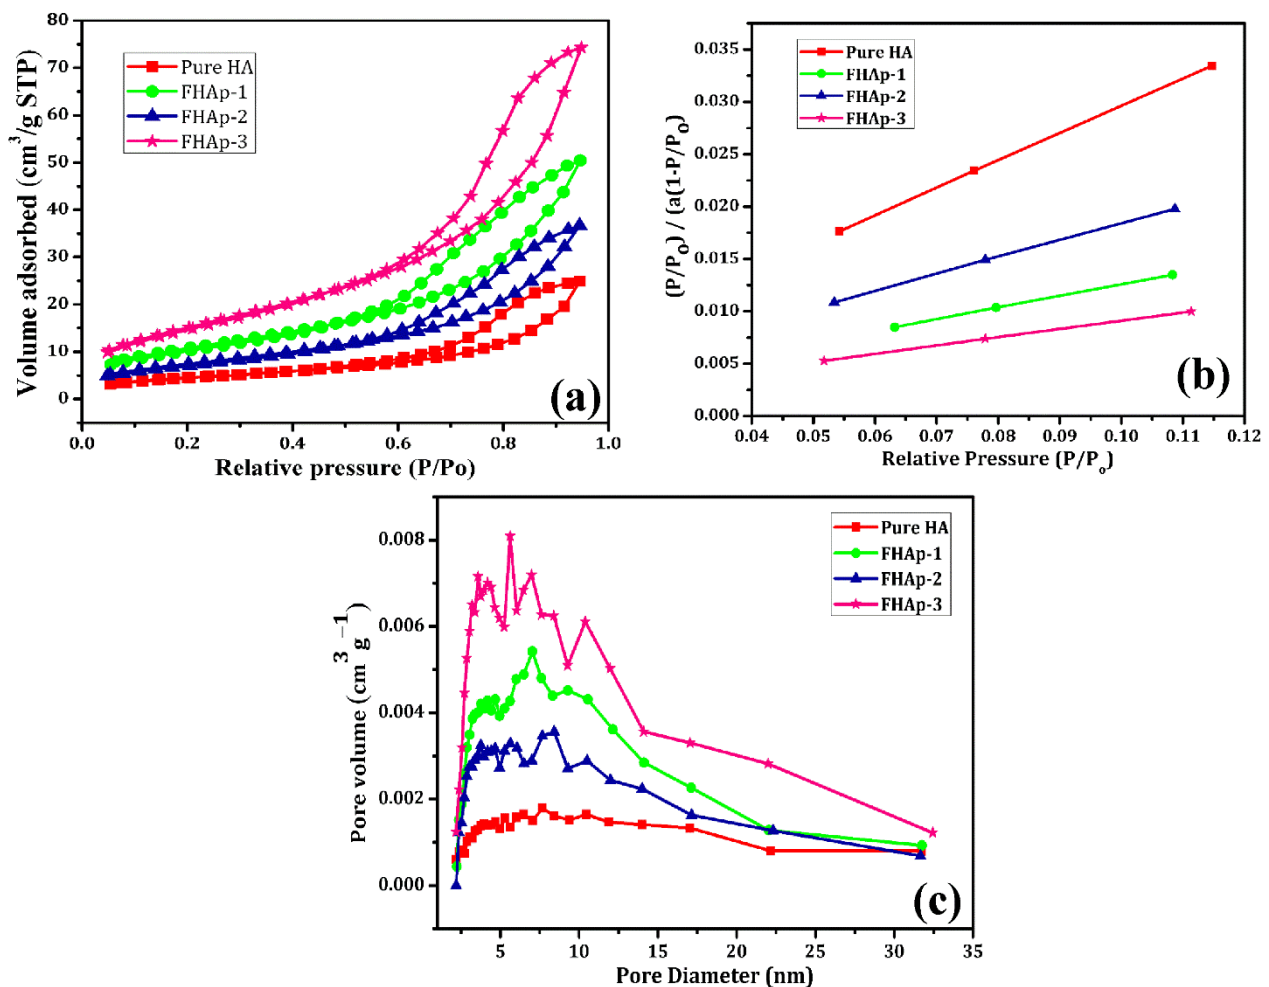 80
70
60
50
40
30
20
10
0
Volume adsorbed (cm³/g STP)
Pure HA
FHAp-1
FHAp-2
FHAp-3
(a)
0.0 0.2 0.4 0.6 0.8 1.0
Relative pressure (P/Po)
0.035
0.030
0.025
0.020
0.015
0.010
0.005
0.000
(P/Pₒ) / (a(1-P/Pₒ)
Pure HA
FHAp-1
FHAp-2
FHAp-3
(b)
0.04 0.05 0.06 0.07 0.08 0.09 0.10 0.11 0.12
Relative Pressure (P/Pₒ)
0.008
0.006
0.004
0.002
0.000
Pore volume (cm³g⁻¹)
Pure HA
FHAp-1
FHAp-2
FHAp-3
(c)
5 10 15 20 25 30 35
Pore Diameter (nm)